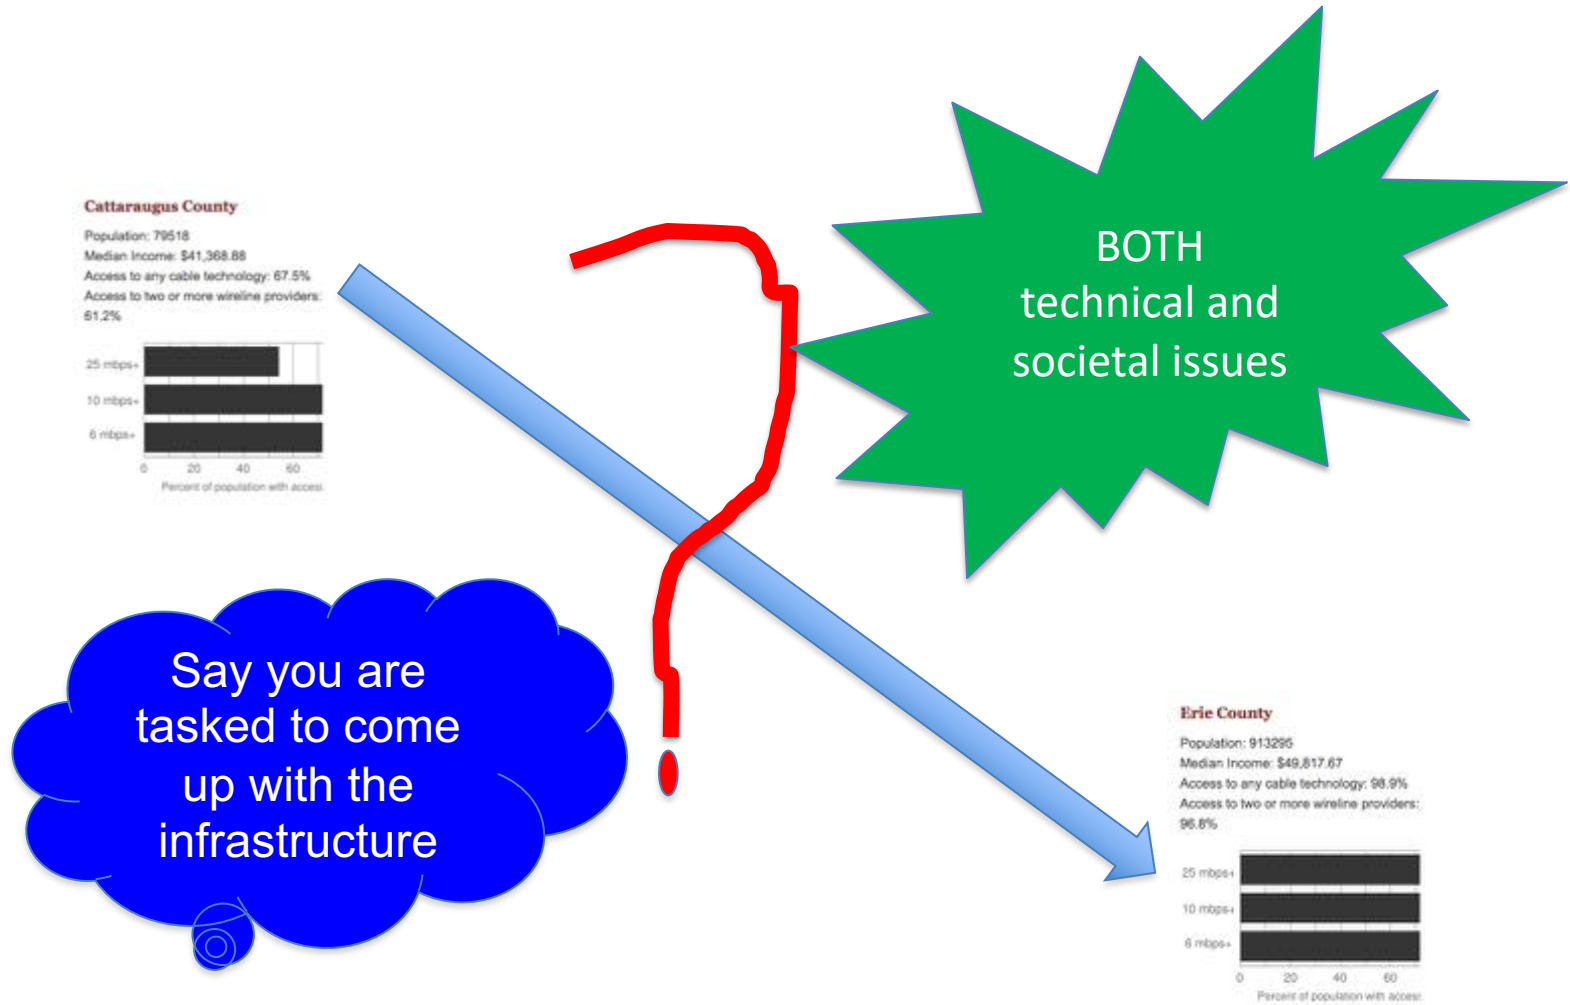 Cattaraugus County
Population: 79518
Median Income: $41,368.88
Access to any cable technology: 67.5%
Access to two or more wireline providers:
61.2%
25 mbps+
10 mbps+
6 mbps+
0 20 40 60
Percent of population with access
BOTH
technical and
societal issues
Say you are
tasked to come
up with the
infrastructure
Erie County
Population: 913295
Median Income: $49,817.67
Access to any cable technology: 98.9%
Access to two or more wireline providers:
96.8%
25 mbps+
10 mbps+
6 mbps+
0 20 40 60
Percent of population with access